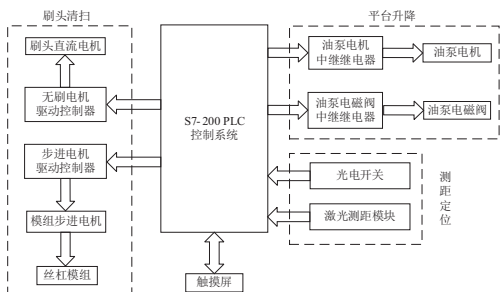 刷头清扫
刷头直流电机
无刷电机
驱动控制器
步进电机
驱动控制器
模组步进电机
丝杠模组
S7-200 PLC
控制系统
触摸屏
平台升降
油泵电机
中继继电器
油泵电机
油泵电磁阀
中继继电器
油泵电磁阀
光电开关
激光测距模块
测距定位